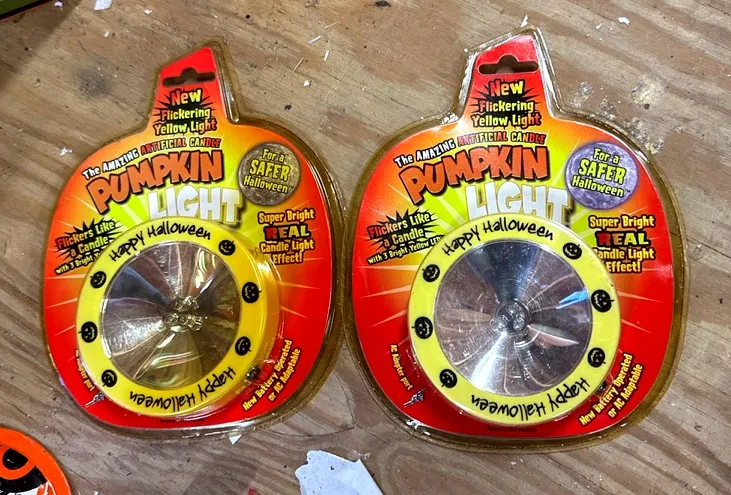 New
Flickering
Yellow Light
The AMAZING ARTIFICIAL CANDLE
PUMPKIN
LIGHT
For a
SAFER
Halloween
Flickers Like
a Candle
with 3 Bright Yellow
Super Bright
REAL
Candle Light
Effect!
Happy Halloween
Happy Halloween
AC Adapter port
New Battery Operated
or AC Adaptable
New
Flickering
Yellow Light
The AMAZING ARTIFICIAL CANDLE
PUMPKIN
LIGHT
For a
SAFER
Halloween
Flickers Like
a Candle
with 3 Bright Yellow
Super Bright
REAL
Candle Light
Effect!
Happy Halloween
Happy Halloween
AC Adapter port
New Battery Operated
or AC Adaptable